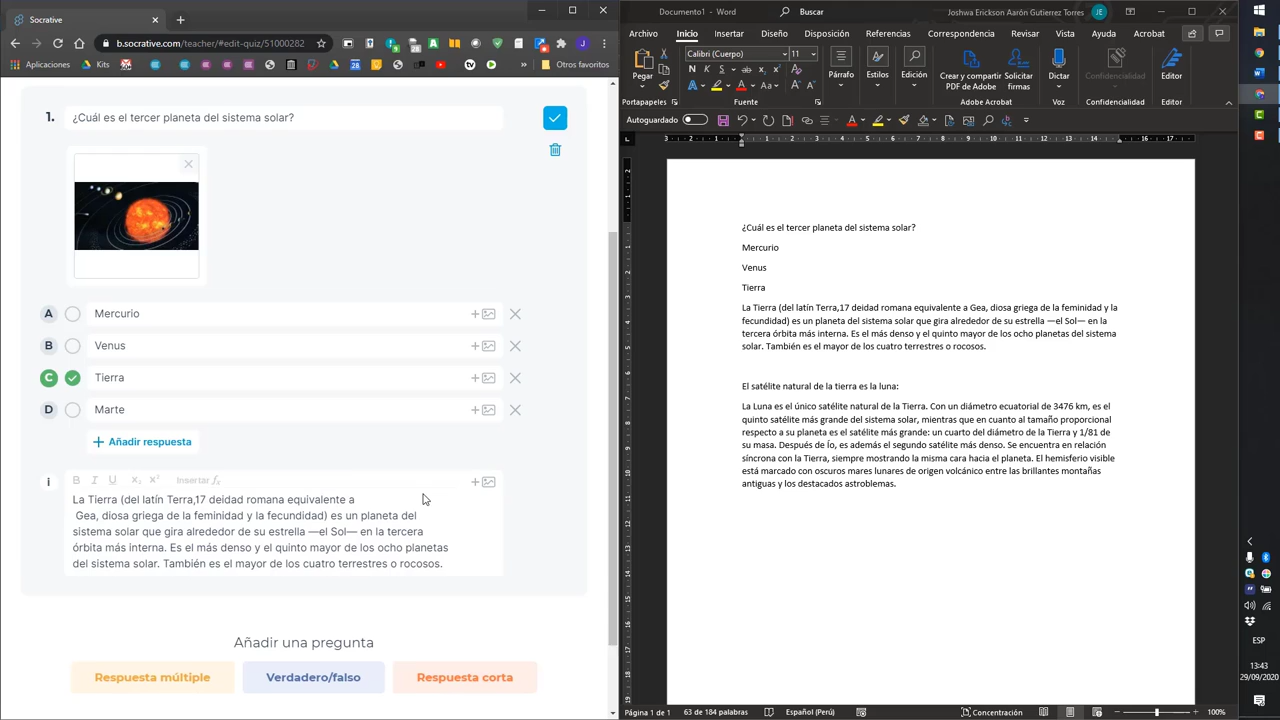 Socrative
b.socrative.com/teacher/#edit-quiz/51000282
Aplicaciones
Kits
Otros favoritos
1. ¿Cuál es el tercer planeta del sistema solar?
A Mercurio
B Venus
C Tierra
D Marte
+ Añadir respuesta
i B I U X₂ X² Insertar fx
La Tierra (del latín Terra,17 deidad romana equivalente a
Gea, diosa griega de la feminidad y la fecundidad) es un planeta del
sistema solar que gira alrededor de su estrella —el Sol— en la tercera
órbita más interna. Es el más denso y el quinto mayor de los ocho planetas
del sistema solar. También es el mayor de los cuatro terrestres o rocosos.
Añadir una pregunta
Respuesta múltiple Verdadero/falso Respuesta corta
Documento1 - Word
Buscar
Joshwa Erickson Aarón Gutierrez Torres JE
Archivo Inicio Insertar Diseño Disposición Referencias Correspondencia Revisar Vista Ayuda Acrobat
Calibri (Cuerpo) 11
N K S
Aa
Pegar
Párrafo Estilos Edición
Crear y compartir
PDF de Adobe
Solicitar
firmas
Dictar
Confidencialidad
Editor
Portapapeles Fuente Adobe Acrobat Voz Confidencialidad Editor
Autoguardado
¿Cuál es el tercer planeta del sistema solar?
Mercurio
Venus
Tierra
La Tierra (del latín Terra,17 deidad romana equivalente a Gea, diosa griega de la feminidad y la
fecundidad) es un planeta del sistema solar que gira alrededor de su estrella —el Sol— en la
tercera órbita más interna. Es el más denso y el quinto mayor de los ocho planetas del sistema
solar. También es el mayor de los cuatro terrestres o rocosos.
El satélite natural de la tierra es la luna:
La Luna es el único satélite natural de la Tierra. Con un diámetro ecuatorial de 3476 km, es el
quinto satélite más grande del sistema solar, mientras que en cuanto al tamaño proporcional
respecto a su planeta es el satélite más grande: un cuarto del diámetro de la Tierra y 1/81 de
su masa. Después de Ío, es además el segundo satélite más denso. Se encuentra en relación
síncrona con la Tierra, siempre mostrando la misma cara hacia el planeta. El hemisferio visible
está marcado con oscuros mares lunares de origen volcánico entre las brillantes montañas
antiguas y los destacados astroblemas.
Página 1 de 1 63 de 184 palabras Español (Perú) Concentración 100%
ESP
13:43
29/09/2020